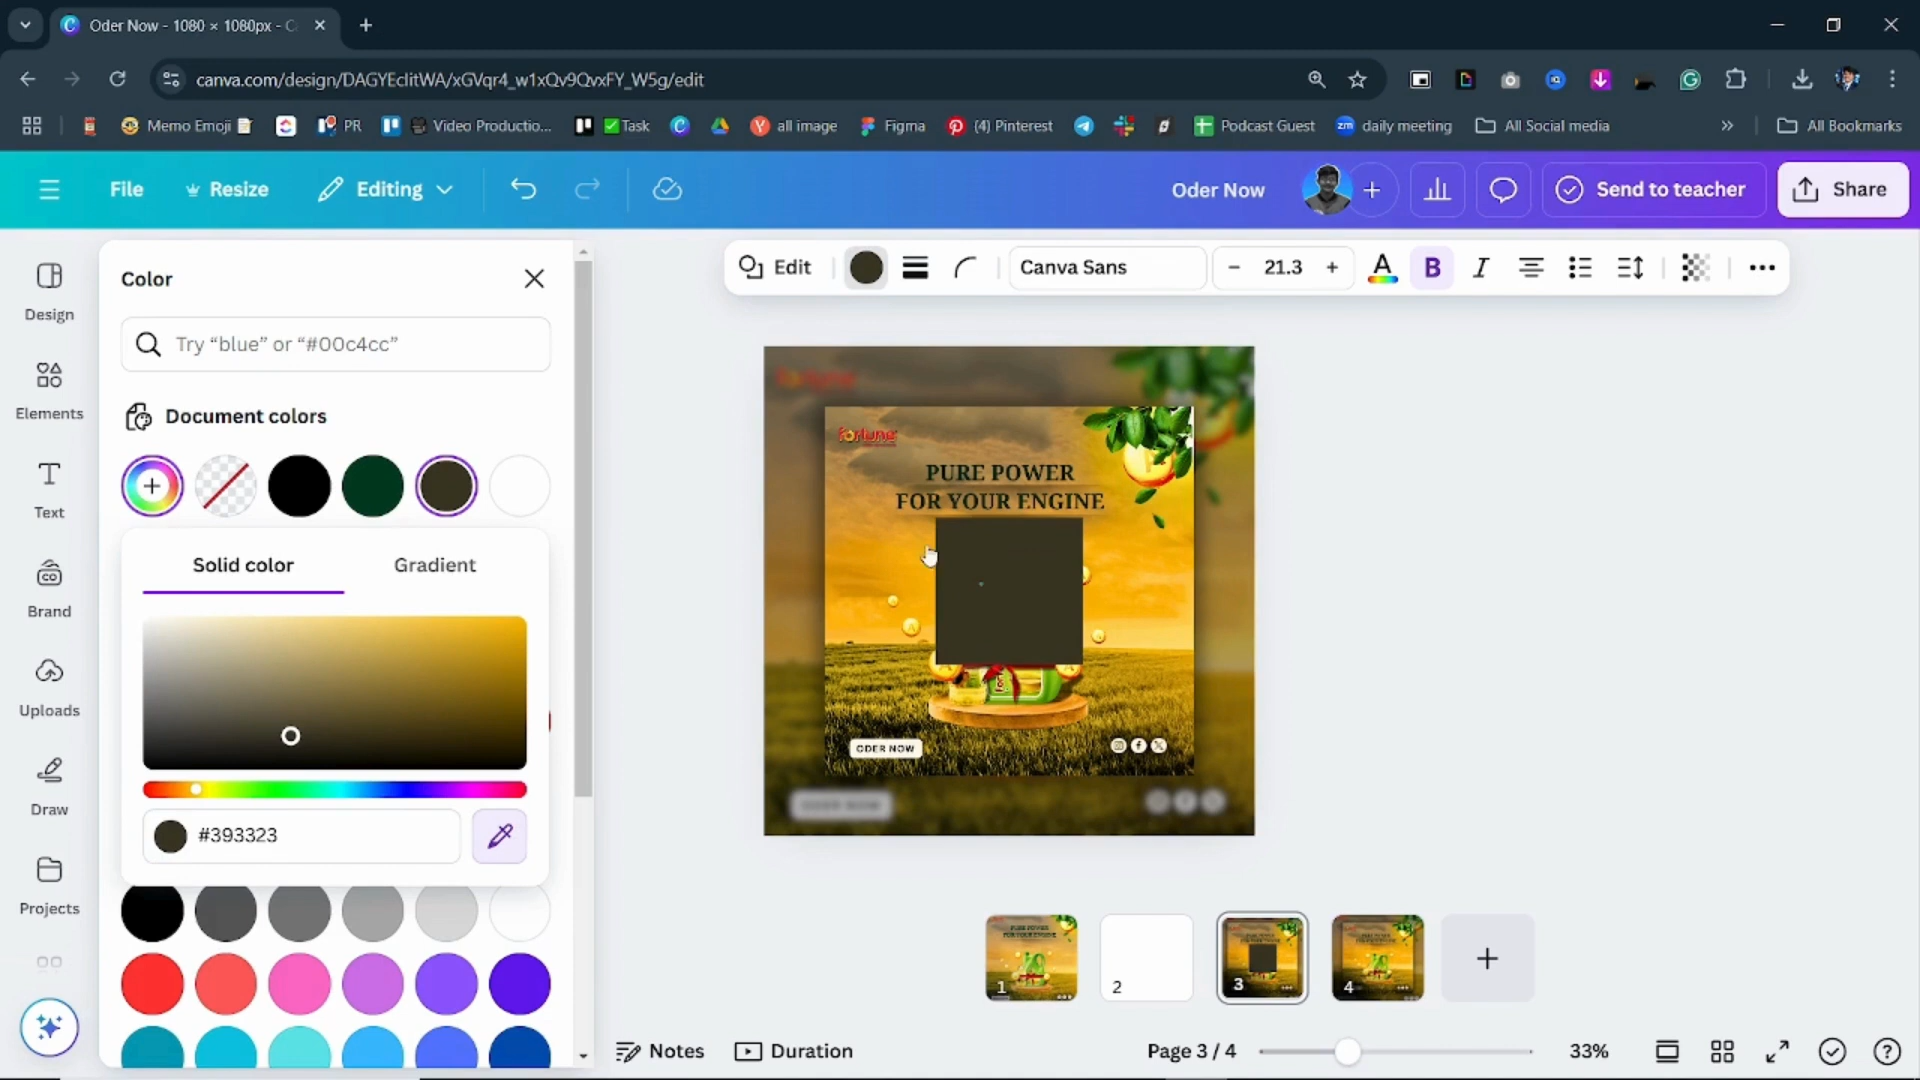 Oder Now - 1080 × 1080px - C
canva.com/design/DAGYEclitWA/xGVqr4_w1xQv9QvxFY_W5g/edit
Memo Emoji
PR
Video Productio...
Task
all image
Figma
(4) Pinterest
Podcast Guest
zm daily meeting
All Social media
All Bookmarks
File
Resize
Editing
Oder Now
Send to teacher
Share
Design
Elements
Text
Brand
Uploads
Draw
Projects
Color
Try “blue” or “#00c4cc”
Document colors
Solid color
Gradient
#393323
Edit
Canva Sans
– 21.3 +
A
B
I
fortune
PURE POWER
FOR YOUR ENGINE
ODER NOW
1
2
3
4
Notes
Duration
Page 3 / 4
33%